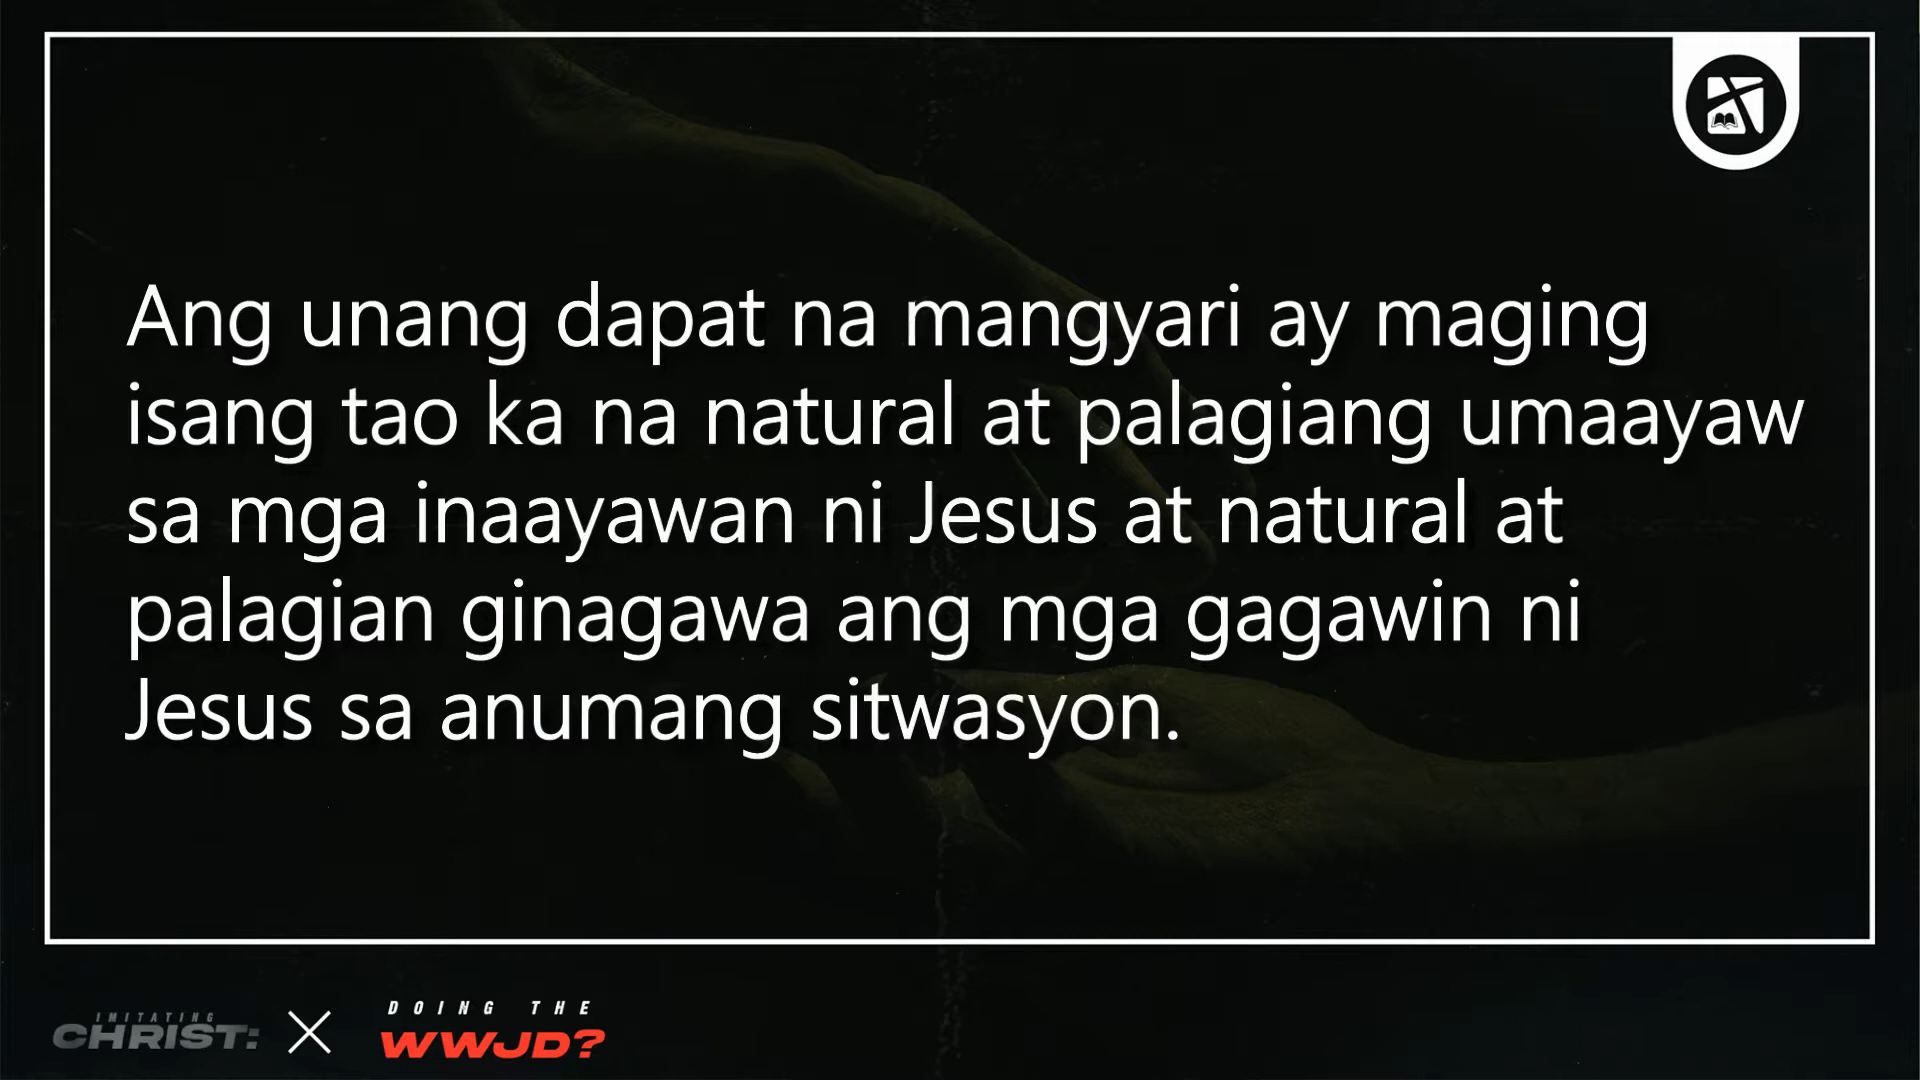 Ang unang dapat na mangyari ay maging
isang tao ka na natural at palagiang umaayaw
sa mga inaayawan ni Jesus at natural at
palagian ginagawa ang mga gagawin ni
Jesus sa anumang sitwasyon.
IMITATING
CHRIST:
DOING THE
WWJD?